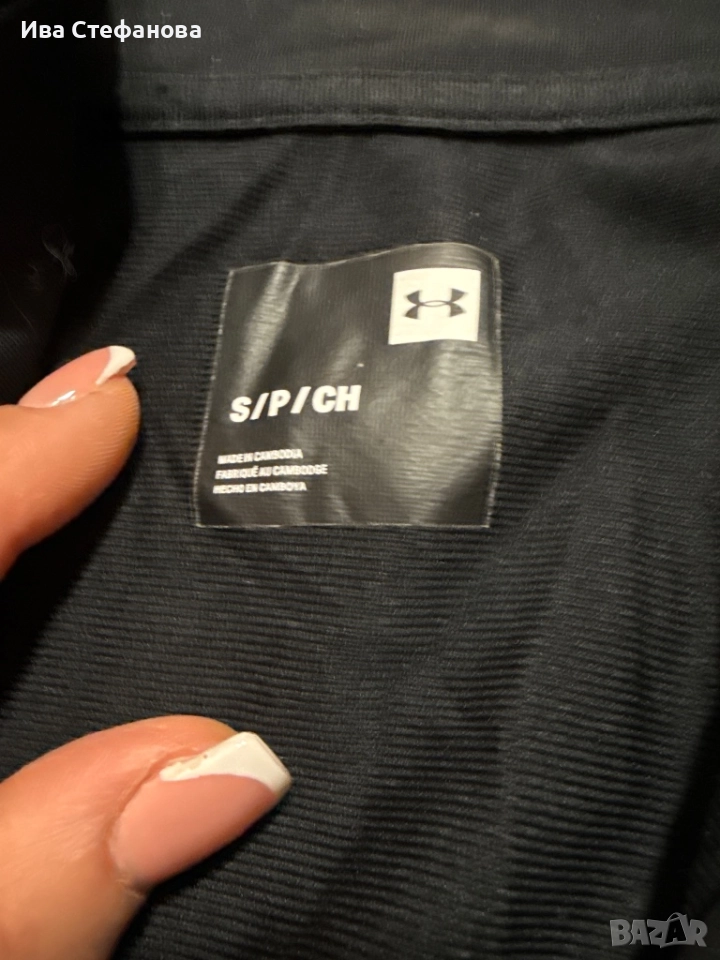 Ива Стефанова
S/P/CH
MADE IN CAMBODIA
FABRIQUÉ AU CAMBODGE
HECHO EN CAMBOYA
BAZAR